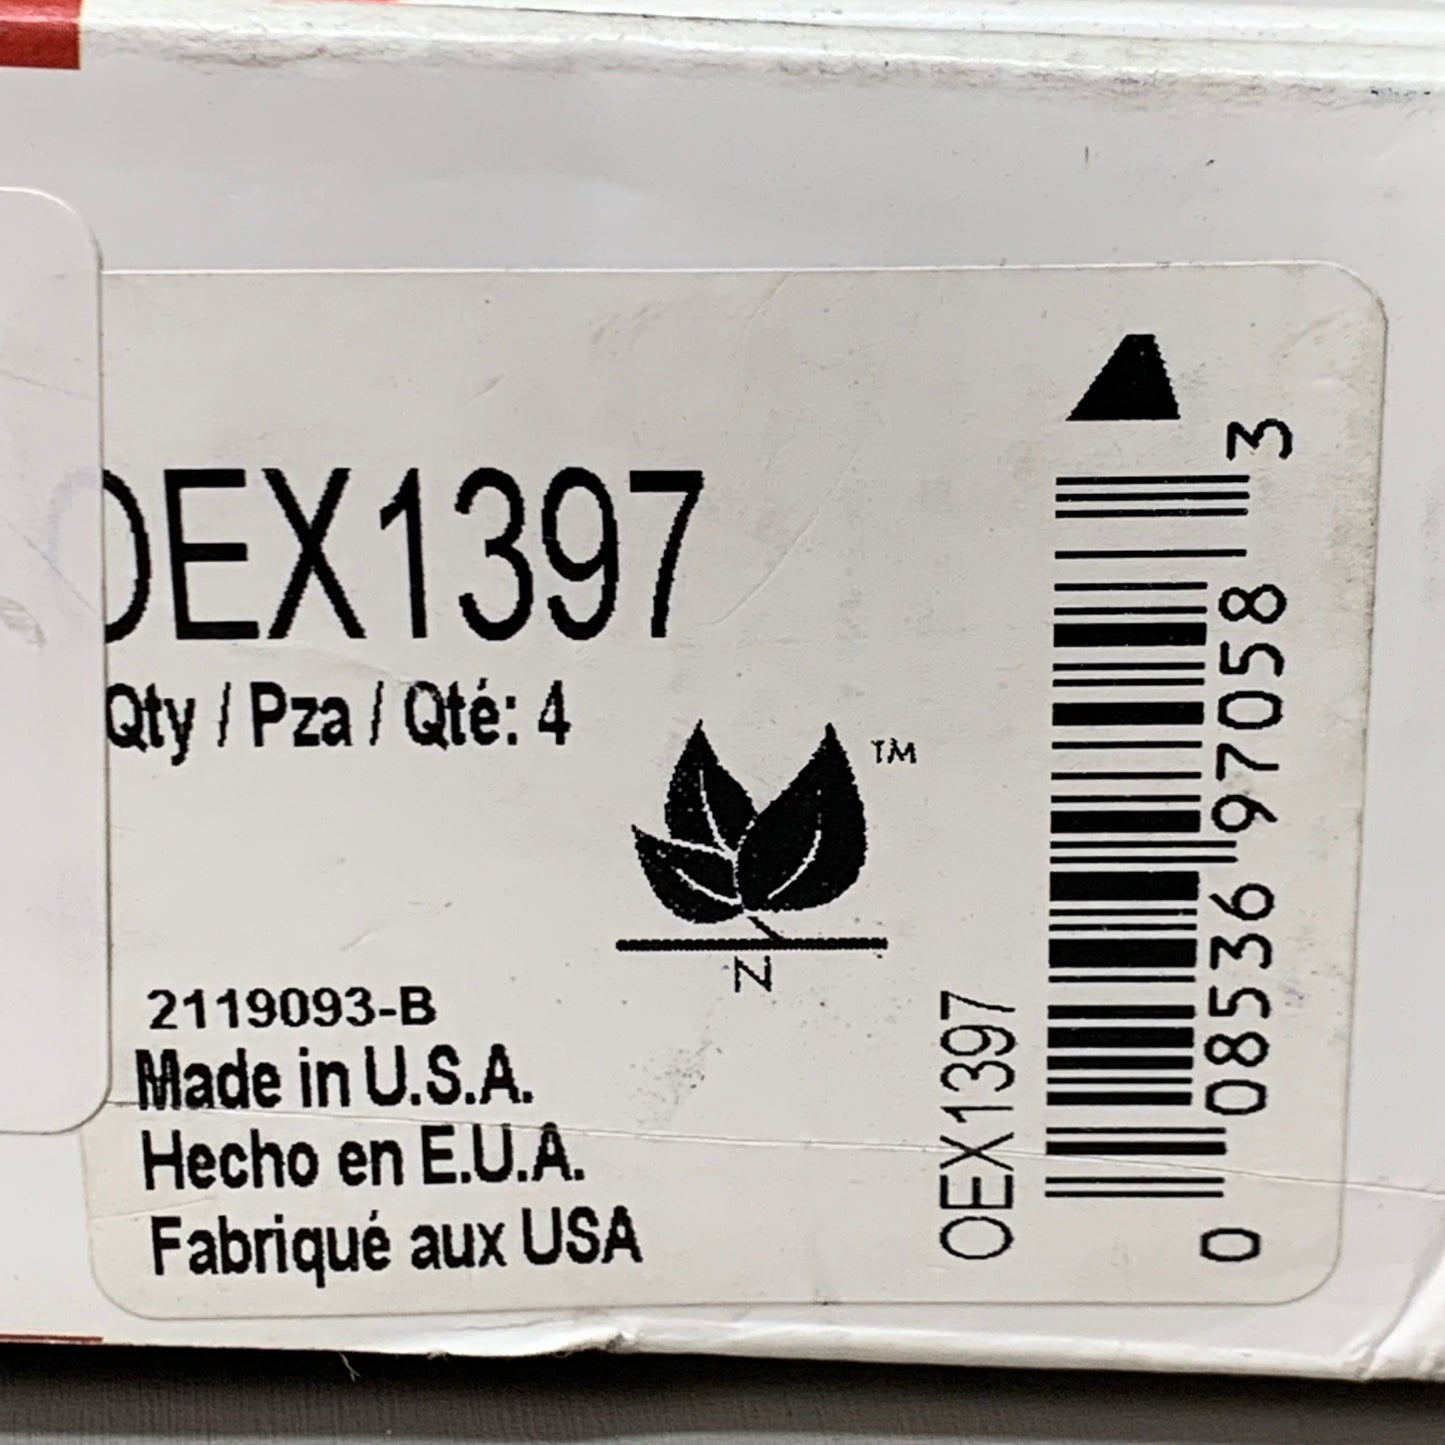 OEX1397
Qty / Pza / Qté: 4
TM
N
2119093-B
Made in U.S.A.
Hecho en E.U.A.
Fabriqué aux USA
OEX1397
0 08536 97058 3